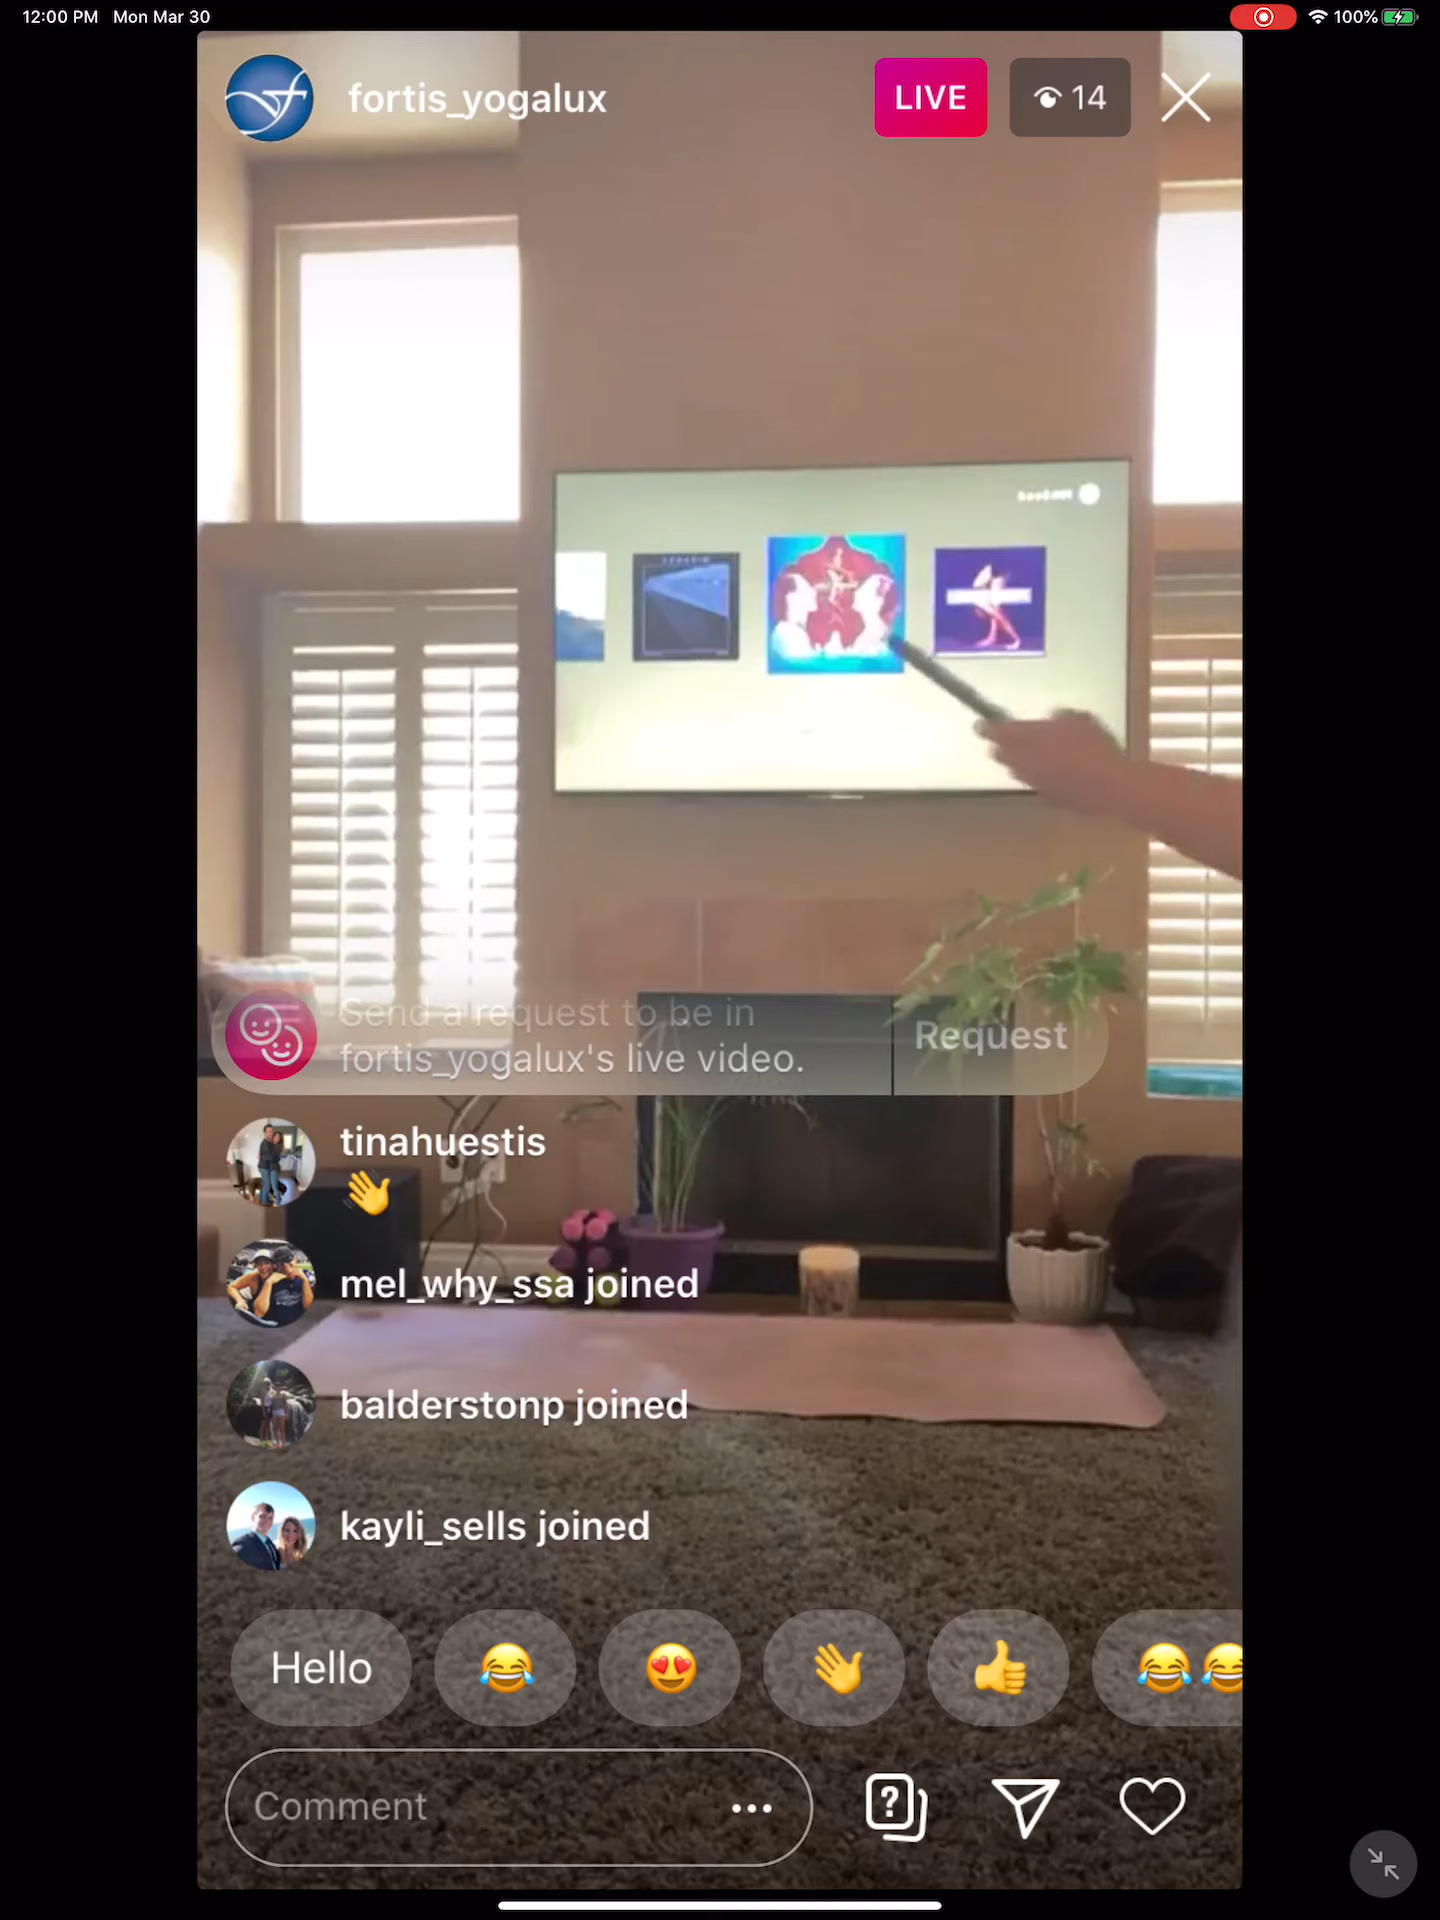 12:00 PM Mon Mar 30
100%
fortis_yogalux
LIVE
14
Send a request to be in
fortis_yogalux's live video.
Request
tinahuestis
👋
mel_why_ssa joined
balderstonp joined
kayli_sells joined
Hello 😂 😍 👋 👍 😂😂
Comment